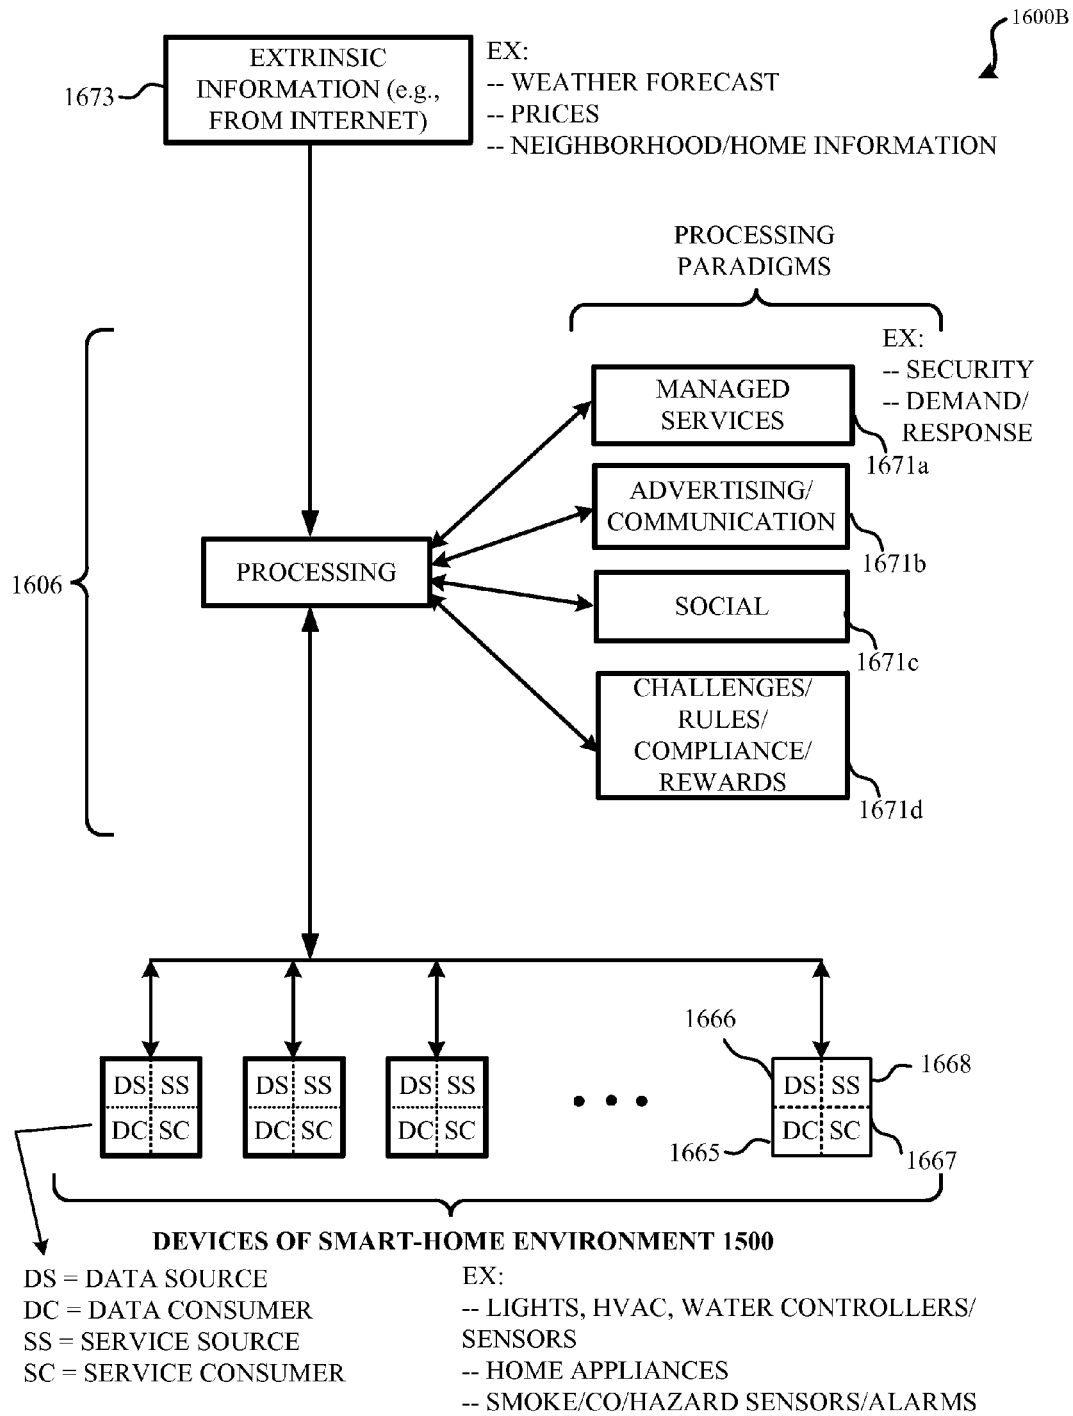 1600B
EXTRINSIC
INFORMATION (e.g.,
FROM INTERNET)
1673
EX:
-- WEATHER FORECAST
-- PRICES
-- NEIGHBORHOOD/HOME INFORMATION
PROCESSING
PARADIGMS
EX:
-- SECURITY
-- DEMAND/
RESPONSE
MANAGED
SERVICES
1671a
ADVERTISING/
COMMUNICATION
1671b
PROCESSING
1606
SOCIAL
1671c
CHALLENGES/
RULES/
COMPLIANCE/
REWARDS
1671d
DS SS
DC SC
DS SS
DC SC
DS SS
DC SC
1666
1668
DS SS
DC SC
1665
1667
DEVICES OF SMART-HOME ENVIRONMENT 1500
DS = DATA SOURCE
DC = DATA CONSUMER
SS = SERVICE SOURCE
SC = SERVICE CONSUMER
EX:
-- LIGHTS, HVAC, WATER CONTROLLERS/
SENSORS
-- HOME APPLIANCES
-- SMOKE/CO/HAZARD SENSORS/ALARMS